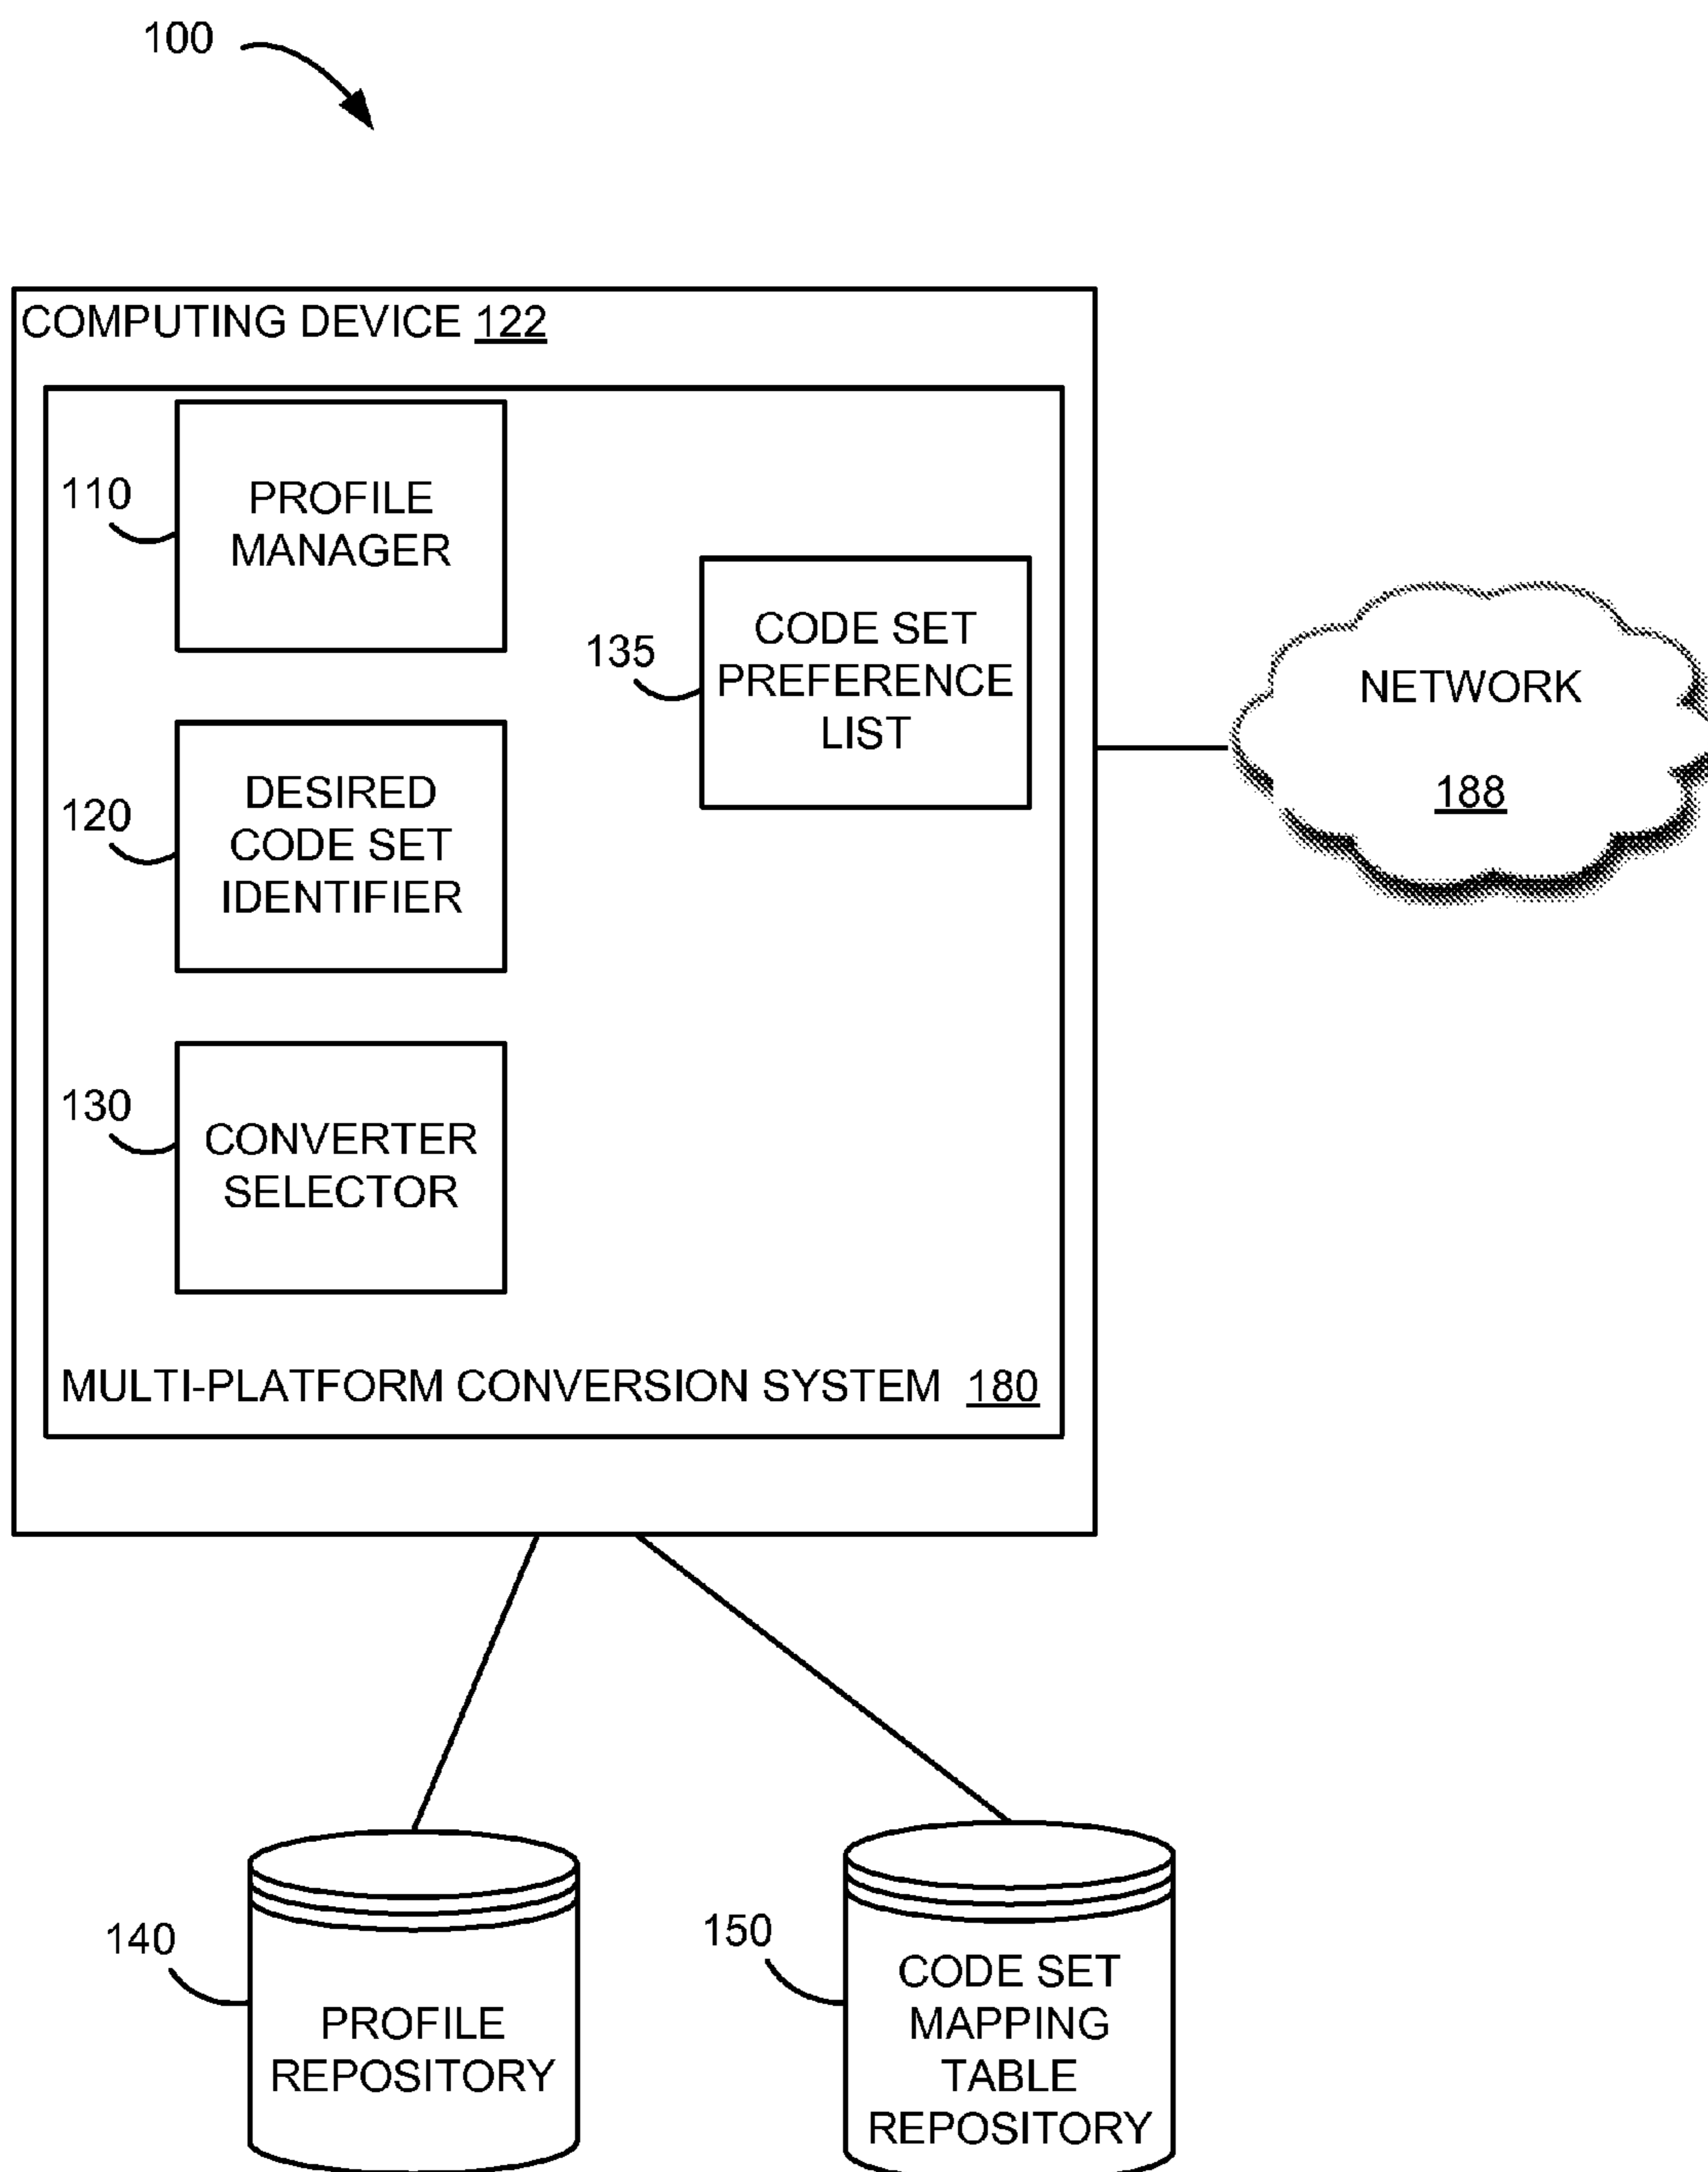 100
COMPUTING DEVICE 122
110
PROFILE
MANAGER
135
CODE SET
PREFERENCE
LIST
NETWORK
188
120
DESIRED
CODE SET
IDENTIFIER
130
CONVERTER
SELECTOR
MULTI-PLATFORM CONVERSION SYSTEM 180
140
PROFILE
REPOSITORY
150
CODE SET
MAPPING
TABLE
REPOSITORY